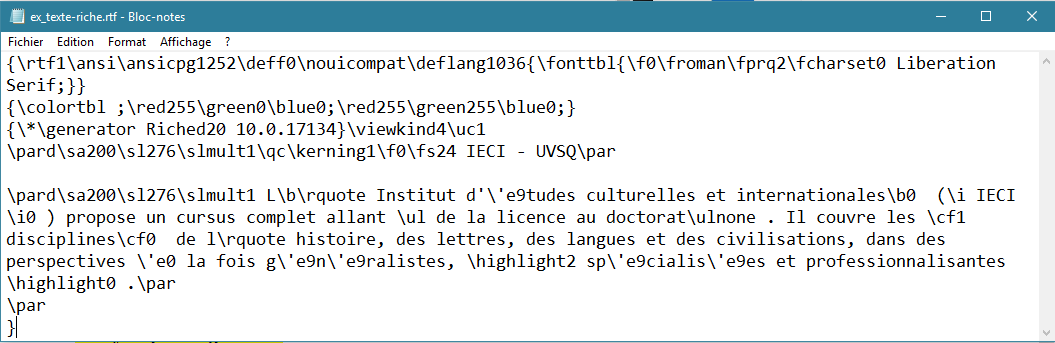 ex_texte-riche.rtf - Bloc-notes
Fichier Edition Format Affichage ?
{\rtf1\ansi\ansicpg1252\deff0\nouicompat\deflang1036{\fonttbl{\f0\froman\fprq2\fcharset0 Liberation
Serif;}}
{\colortbl ;\red255\green0\blue0;\red255\green255\blue0;}
{\*\generator Riched20 10.0.17134}\viewkind4\uc1
\pard\sa200\sl276\slmult1\qc\kerning1\f0\fs24 IECI - UVSQ\par
\pard\sa200\sl276\slmult1 L\b\rquote Institut d'\'e9tudes culturelles et internationales\b0  (\i IECI
\i0 ) propose un cursus complet allant \ul de la licence au doctorat\ulnone . Il couvre les \cf1
disciplines\cf0  de l\rquote histoire, des lettres, des langues et des civilisations, dans des
perspectives \'e0 la fois g\'e9n\'e9ralistes, \highlight2 sp\'e9cialis\'e9es et professionnalisantes
\highlight0 .\par
\par
}